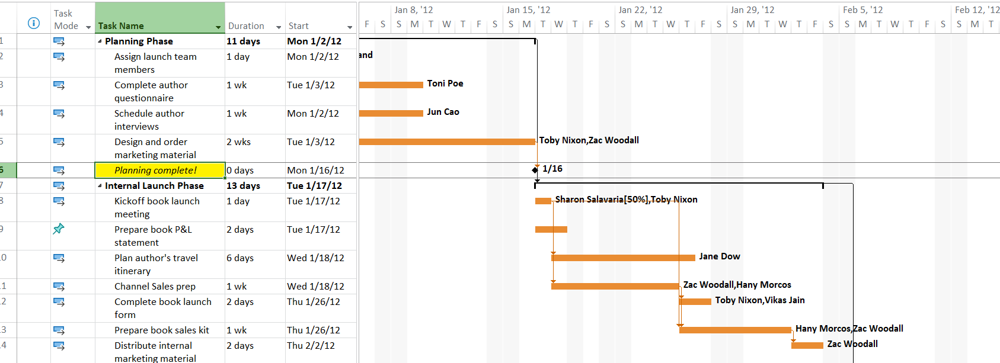 Jan 8, '12 Jan 15, '12 Jan 22, '12 Jan 29, '12 Feb 5, '12 Feb 12, '12
Task
Mode Task Name Duration Start
F S S M T W T F S S M T W T F S S M T W T F S S M T W T F S S M T W T F S S M T
1 Planning Phase 11 days Mon 1/2/12
2 Assign launch team 1 day Mon 1/2/12 and
members
3 Complete author 1 wk Tue 1/3/12 Toni Poe
questionnaire
4 Schedule author 1 wk Mon 1/2/12 Jun Cao
interviews
5 Design and order 2 wks Tue 1/3/12 Toby Nixon,Zac Woodall
marketing material
6 Planning complete! 0 days Mon 1/16/12 1/16
7 Internal Launch Phase 13 days Tue 1/17/12
8 Kickoff book launch 1 day Tue 1/17/12 Sharon Salavaria[50%],Toby Nixon
meeting
9 Prepare book P&L 2 days Tue 1/17/12
statement
0 Plan author's travel 6 days Wed 1/18/12 Jane Dow
itinerary
1 Channel Sales prep 1 wk Wed 1/18/12 Zac Woodall,Hany Morcos
2 Complete book launch 2 days Thu 1/26/12 Toby Nixon,Vikas Jain
form
3 Prepare book sales kit 1 wk Thu 1/26/12 Hany Morcos,Zac Woodall
4 Distribute internal 2 days Thu 2/2/12 Zac Woodall
marketing material